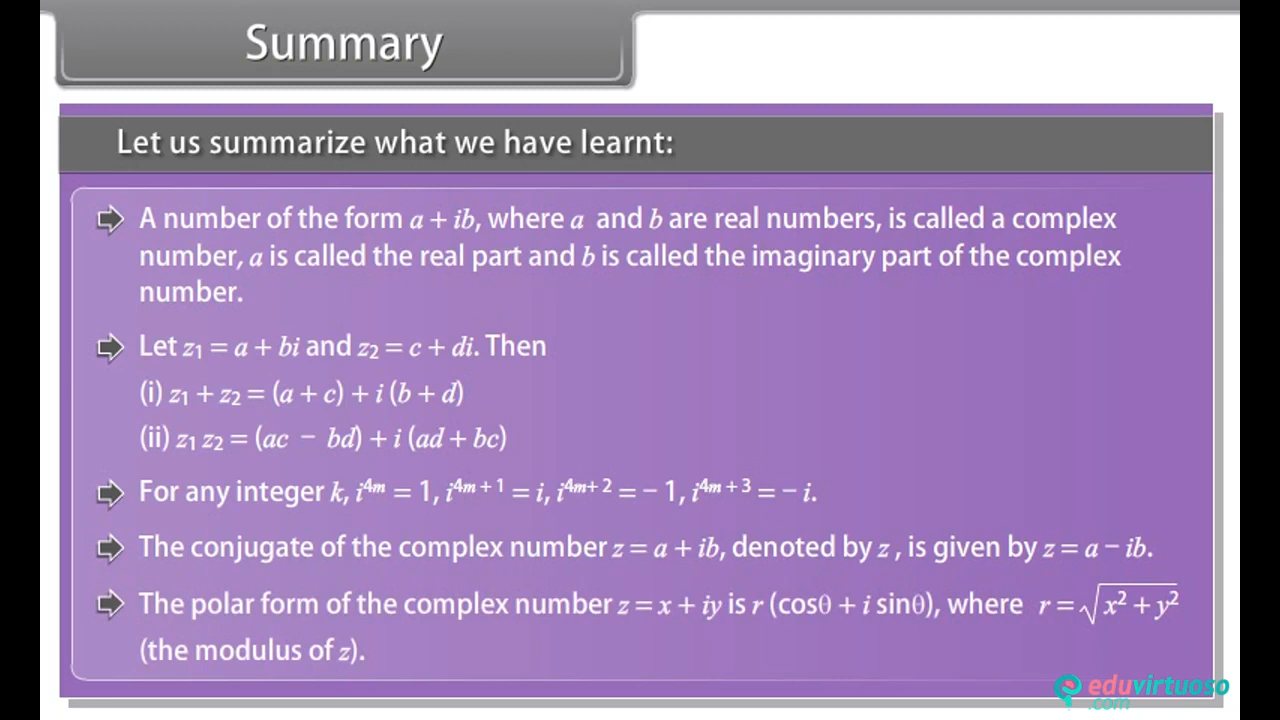 Summary
Let us summarize what we have learnt:
A number of the form a + ib, where a and b are real numbers, is called a complex
number, a is called the real part and b is called the imaginary part of the complex
number.
Let z₁ = a + bi and z₂ = c + di. Then
(i) z₁ + z₂ = (a + c) + i (b + d)
(ii) z₁ z₂ = (ac − bd) + i (ad + bc)
For any integer k, i⁴ᵐ = 1, i⁴ᵐ⁺¹ = i, i⁴ᵐ⁺² = − 1, i⁴ᵐ⁺³ = − i.
The conjugate of the complex number z = a + ib, denoted by z , is given by z = a − ib.
The polar form of the complex number z = x + iy is r (cosθ + i sinθ), where r = √x² + y²
(the modulus of z).
eduvirtuoso
.com